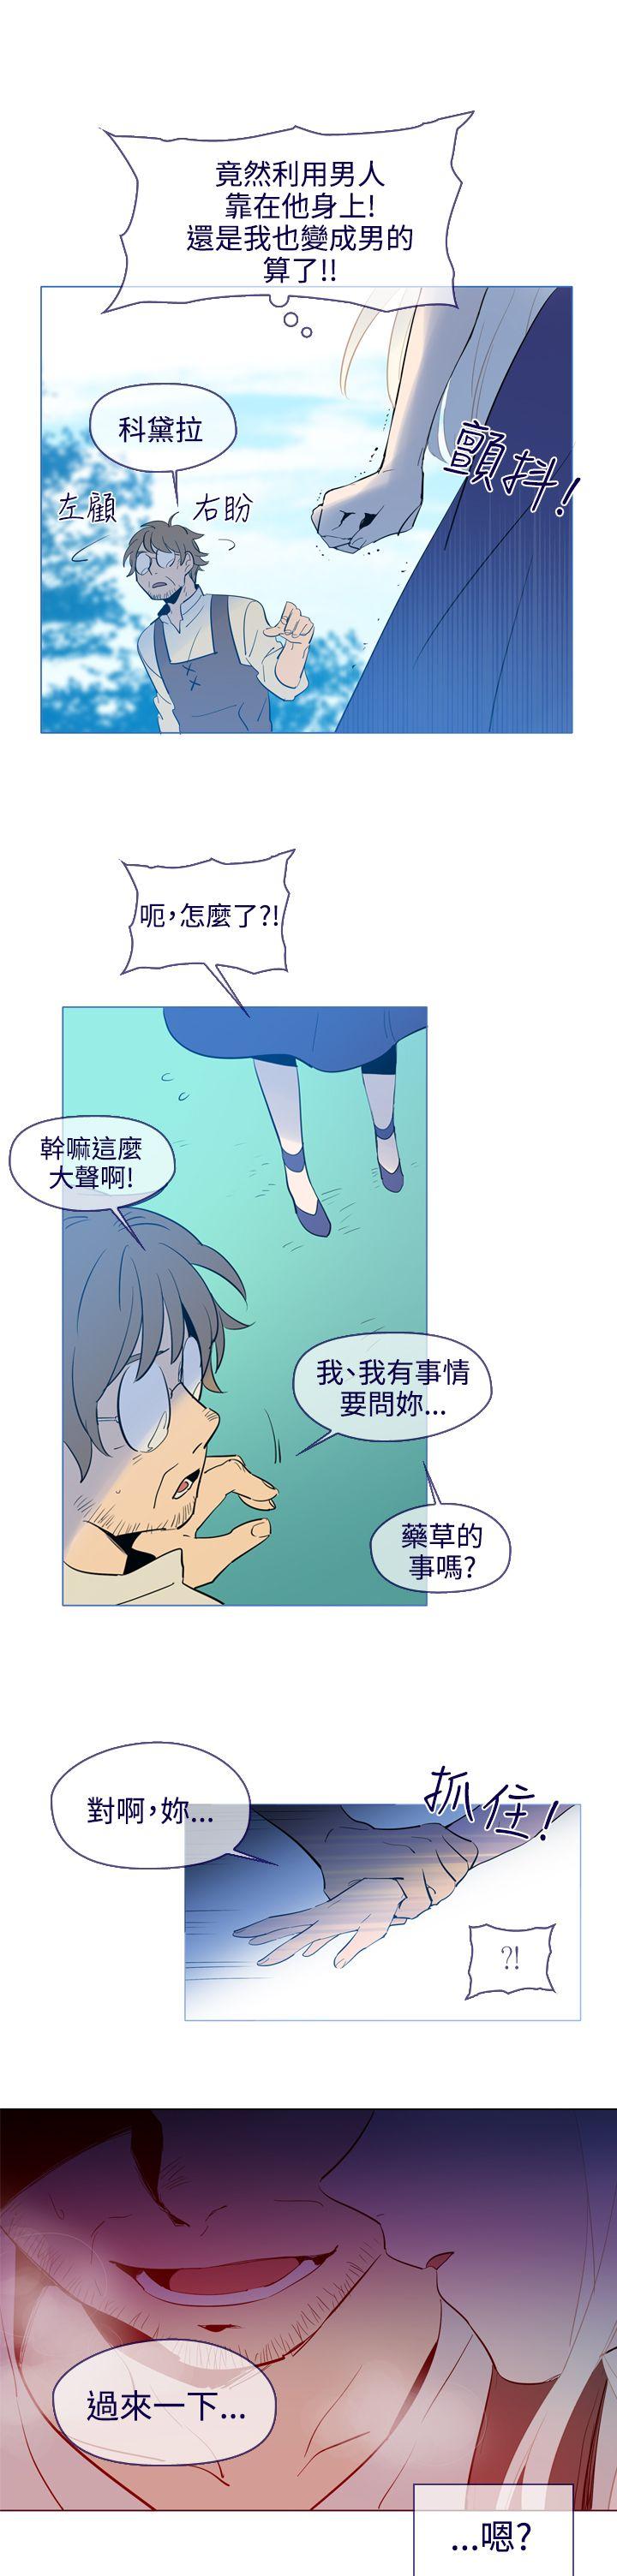 竟然利用男人
靠在他身上!
還是我也變成男的
算了!!
科黛拉
左顧
右盼
顫抖!
呃，怎麼了?!
幹嘛這麼
大聲啊!
我、我有事情
要問妳...
藥草的
事嗎?
對啊，妳...
抓住!
?!
過來一下...
...嗯?